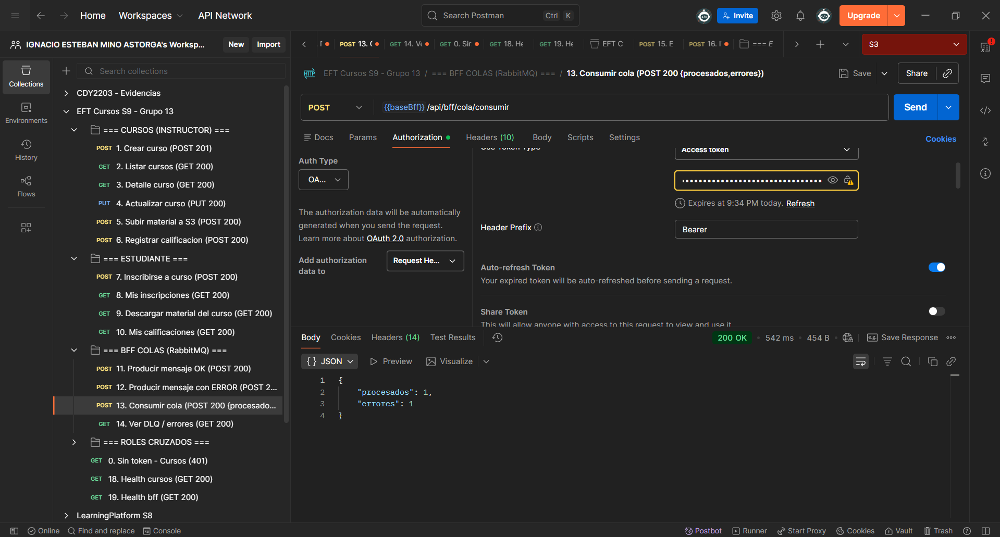 Home
Workspaces
API Network
Search Postman
Ctrl
K
Invite
Upgrade
IGNACIO ESTEBAN MINO ASTORGA's Worksp...
New
Import
POST 13. (
GET 14. V
GET 0. Sir
GET 18. He
GET 19. He
EFT C
POST 15. E
POST 16. I
=== E
S3
Collections
Environments
History
Flows
Search collections
CDY2203 - Evidencias
EFT Cursos S9 - Grupo 13
=== CURSOS (INSTRUCTOR) ===
POST 1. Crear curso (POST 201)
GET 2. Listar cursos (GET 200)
GET 3. Detalle curso (GET 200)
PUT 4. Actualizar curso (PUT 200)
POST 5. Subir material a S3 (POST 200)
POST 6. Registrar calificacion (POST 200)
=== ESTUDIANTE ===
POST 7. Inscribirse a curso (POST 200)
GET 8. Mis inscripciones (GET 200)
GET 9. Descargar material del curso (GET 200)
GET 10. Mis calificaciones (GET 200)
=== BFF COLAS (RabbitMQ) ===
POST 11. Producir mensaje OK (POST 200)
POST 12. Producir mensaje con ERROR (POST 2...
POST 13. Consumir cola (POST 200 {procesado...
GET 14. Ver DLQ / errores (GET 200)
=== ROLES CRUZADOS ===
GET 0. Sin token - Cursos (401)
GET 18. Health cursos (GET 200)
GET 19. Health bff (GET 200)
LearningPlatform S8
HTTP EFT Cursos S9 - Grupo 13 / === BFF COLAS (RabbitMQ) === / 13. Consumir cola (POST 200 {procesados,errores})
Save
Share
POST
{{baseBff}} /api/bff/cola/consumir
Send
Docs
Params
Authorization
Headers (10)
Body
Scripts
Settings
Cookies
Auth Type
OA...
The authorization data will be automatically
generated when you send the request.
Learn more about OAuth 2.0 authorization.
Add authorization
data to
Request He...
Use Token Type
Access token
Expires at 9:34 PM today. Refresh
Header Prefix
Bearer
Auto-refresh Token
Your expired token will be auto-refreshed before sending a request.
Share Token
This will allow anyone with access to this request to view and use it
Body
Cookies
Headers (14)
Test Results
200 OK
542 ms
454 B
e.g. Save Response
{} JSON
Preview
Visualize
1 {
2 "procesados": 1,
3 "errores": 1
4 }
Online
Find and replace
Console
Postbot
Runner
Start Proxy
Cookies
Vault
Trash